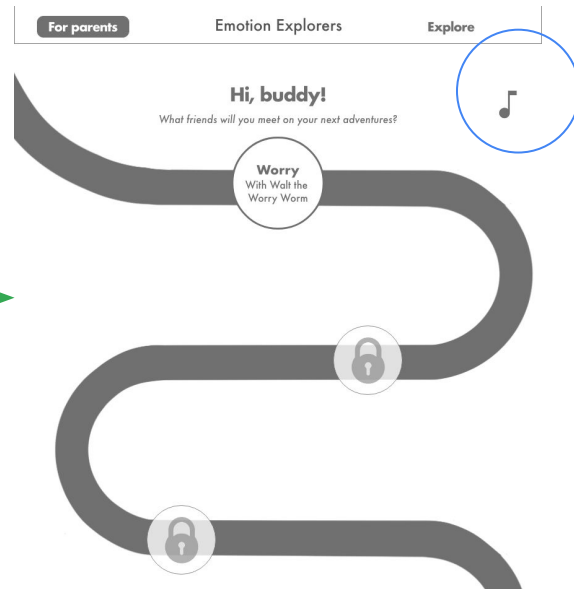 For parents
Emotion Explorers
Explore
Hi, buddy!
What friends will you meet on your next adventures?
Worry
With Walt the
Worry Worm